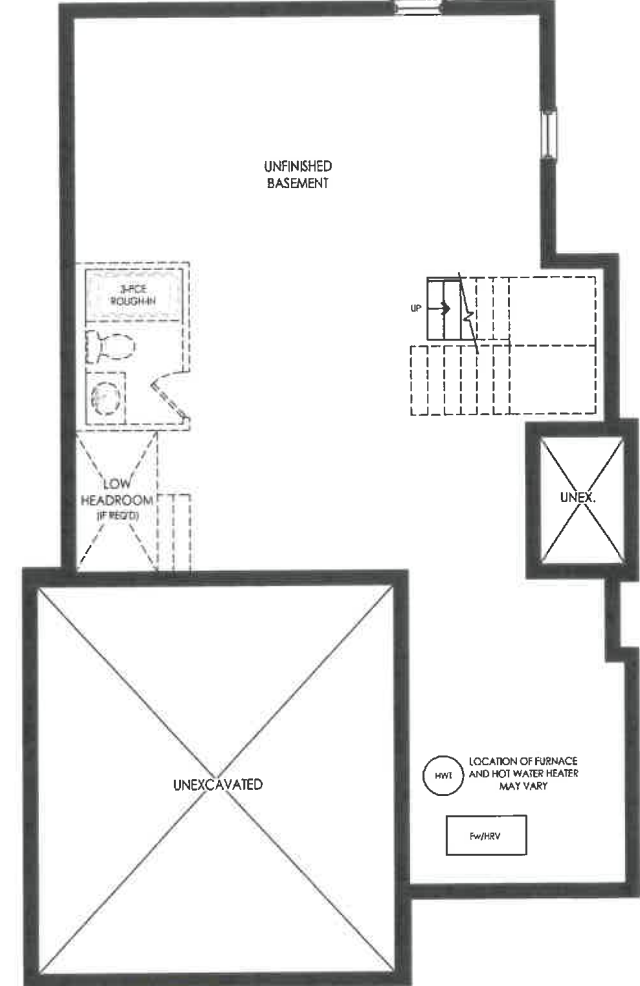 UNFINISHED
BASEMENT
3-PCE
ROUGH-IN
UP
LOW
HEADROOM
(IF REQ'D)
UNEX.
UNEXCAVATED
HWT
LOCATION OF FURNACE
AND HOT WATER HEATER
MAY VARY
Fw/HRV